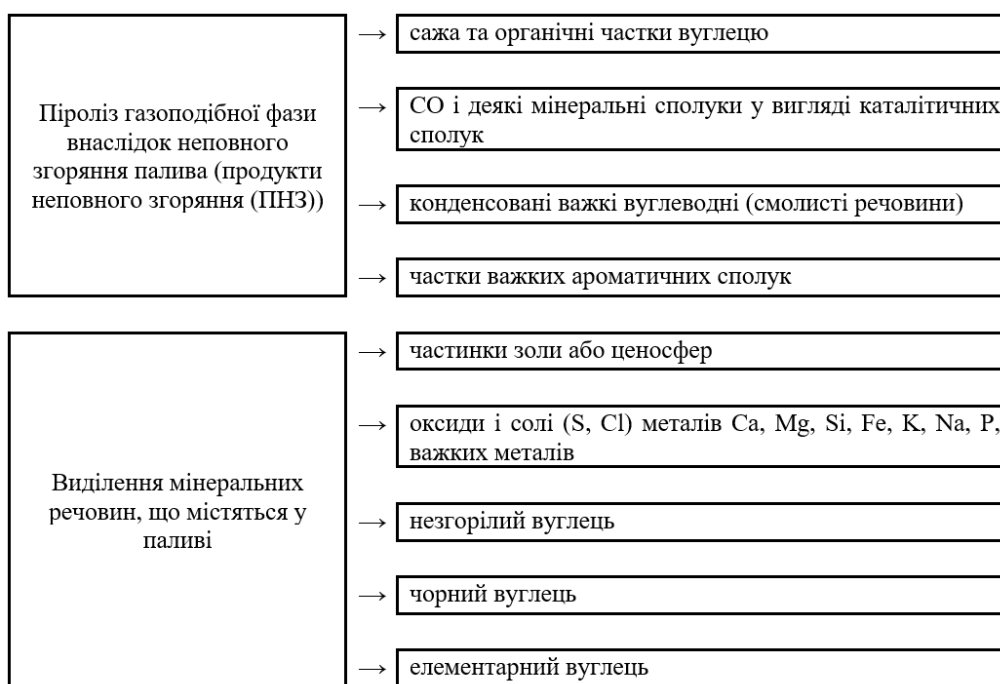 Піроліз газоподібної фази
внаслідок неповного
згоряння палива (продукти
неповного згоряння (ПНЗ))
→ сажа та органічні частки вуглецю
→ СО і деякі мінеральні сполуки у вигляді каталітичних
сполук
→ конденсовані важкі вуглеводні (смолисті речовини)
→ частки важких ароматичних сполук
Виділення мінеральних
речовин, що містяться у
паливі
→ частинки золи або ценосфер
→ оксиди і солі (S, Cl) металів Ca, Mg, Si, Fe, K, Na, P,
важких металів
→ незгорілий вуглець
→ чорний вуглець
→ елементарний вуглець